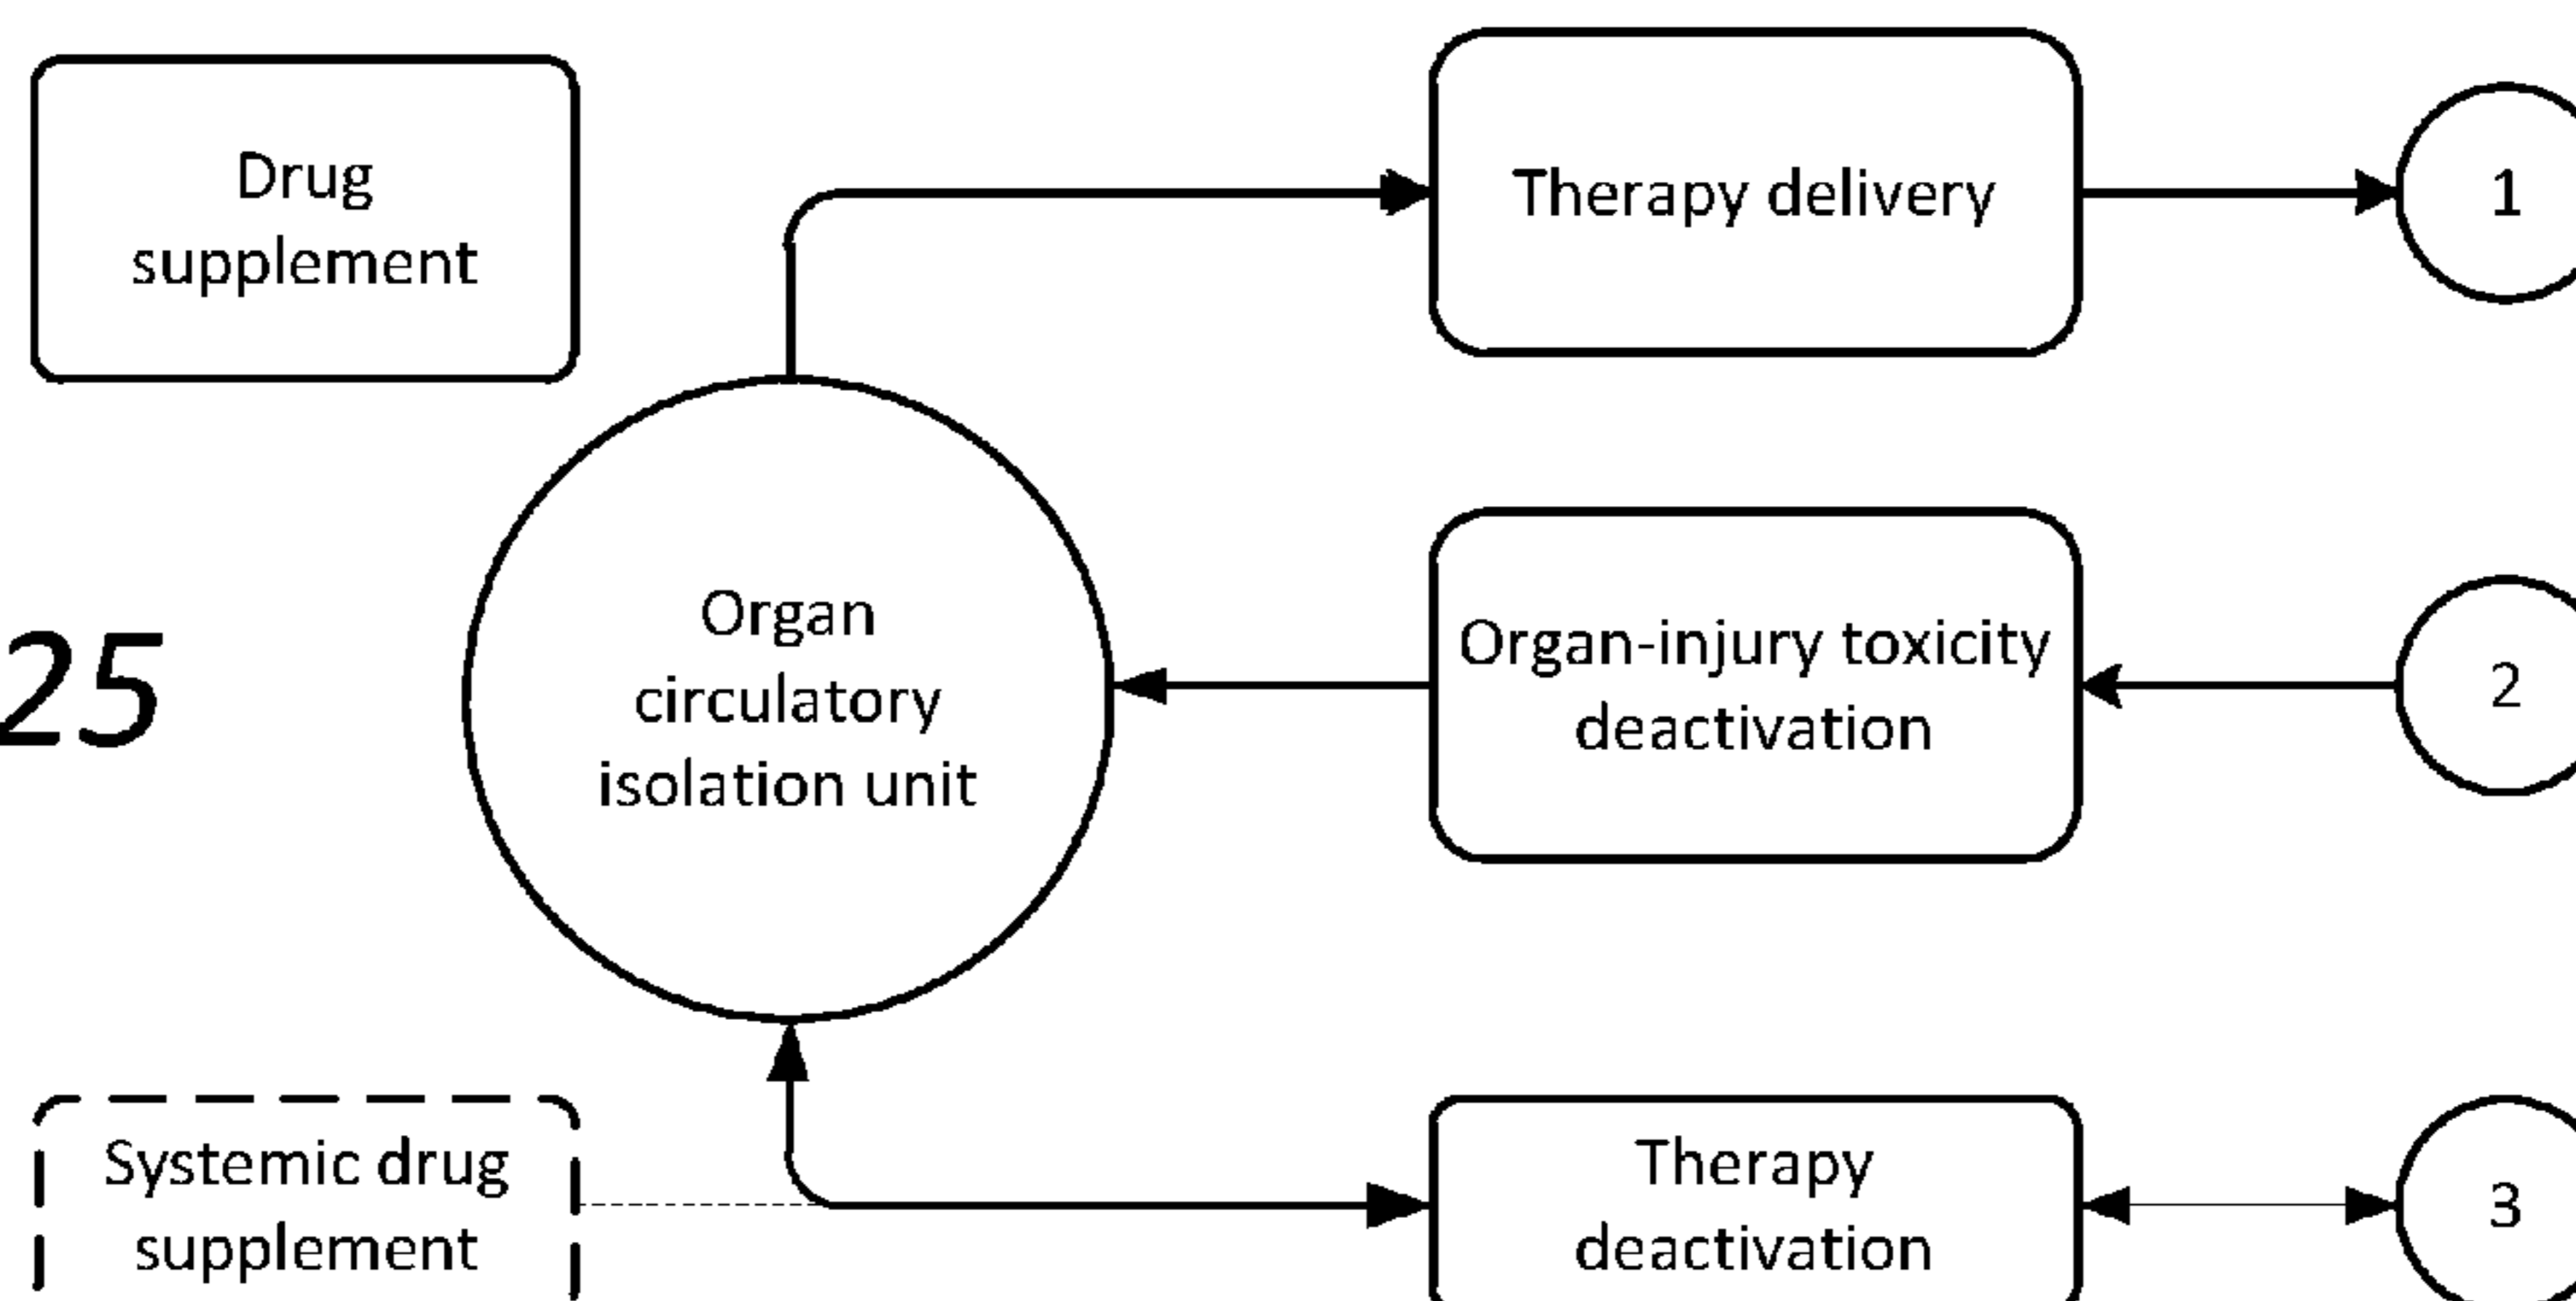 Drug
supplement
Therapy delivery
1
Organ
circulatory
isolation unit
Organ-injury toxicity
deactivation
2
25
Systemic drug
supplement
Therapy
deactivation
3